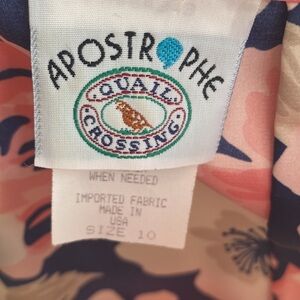 APOSTROPHE
QUAIL
CROSSING
WHEN NEEDED
IMPORTED FABRIC
MADE IN
USA
SIZE 10